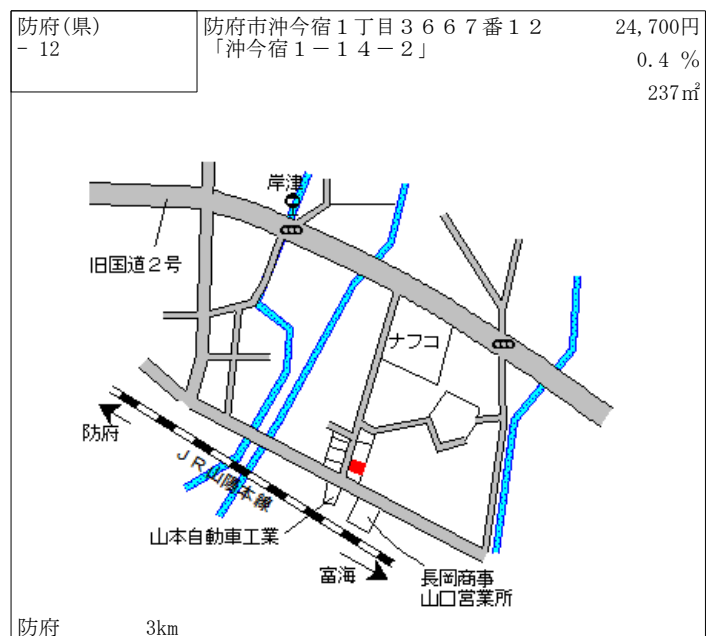 防府(県)
－ 12
防府市沖今宿１丁目３６６７番１２
「沖今宿１－１４－２」
24,700円
0.4 %
237㎡
岸津
旧国道２号
ナフコ
防府
ＪＲ山陽本線
山本自動車工業
富海
長岡商事
山口営業所
防府 3km